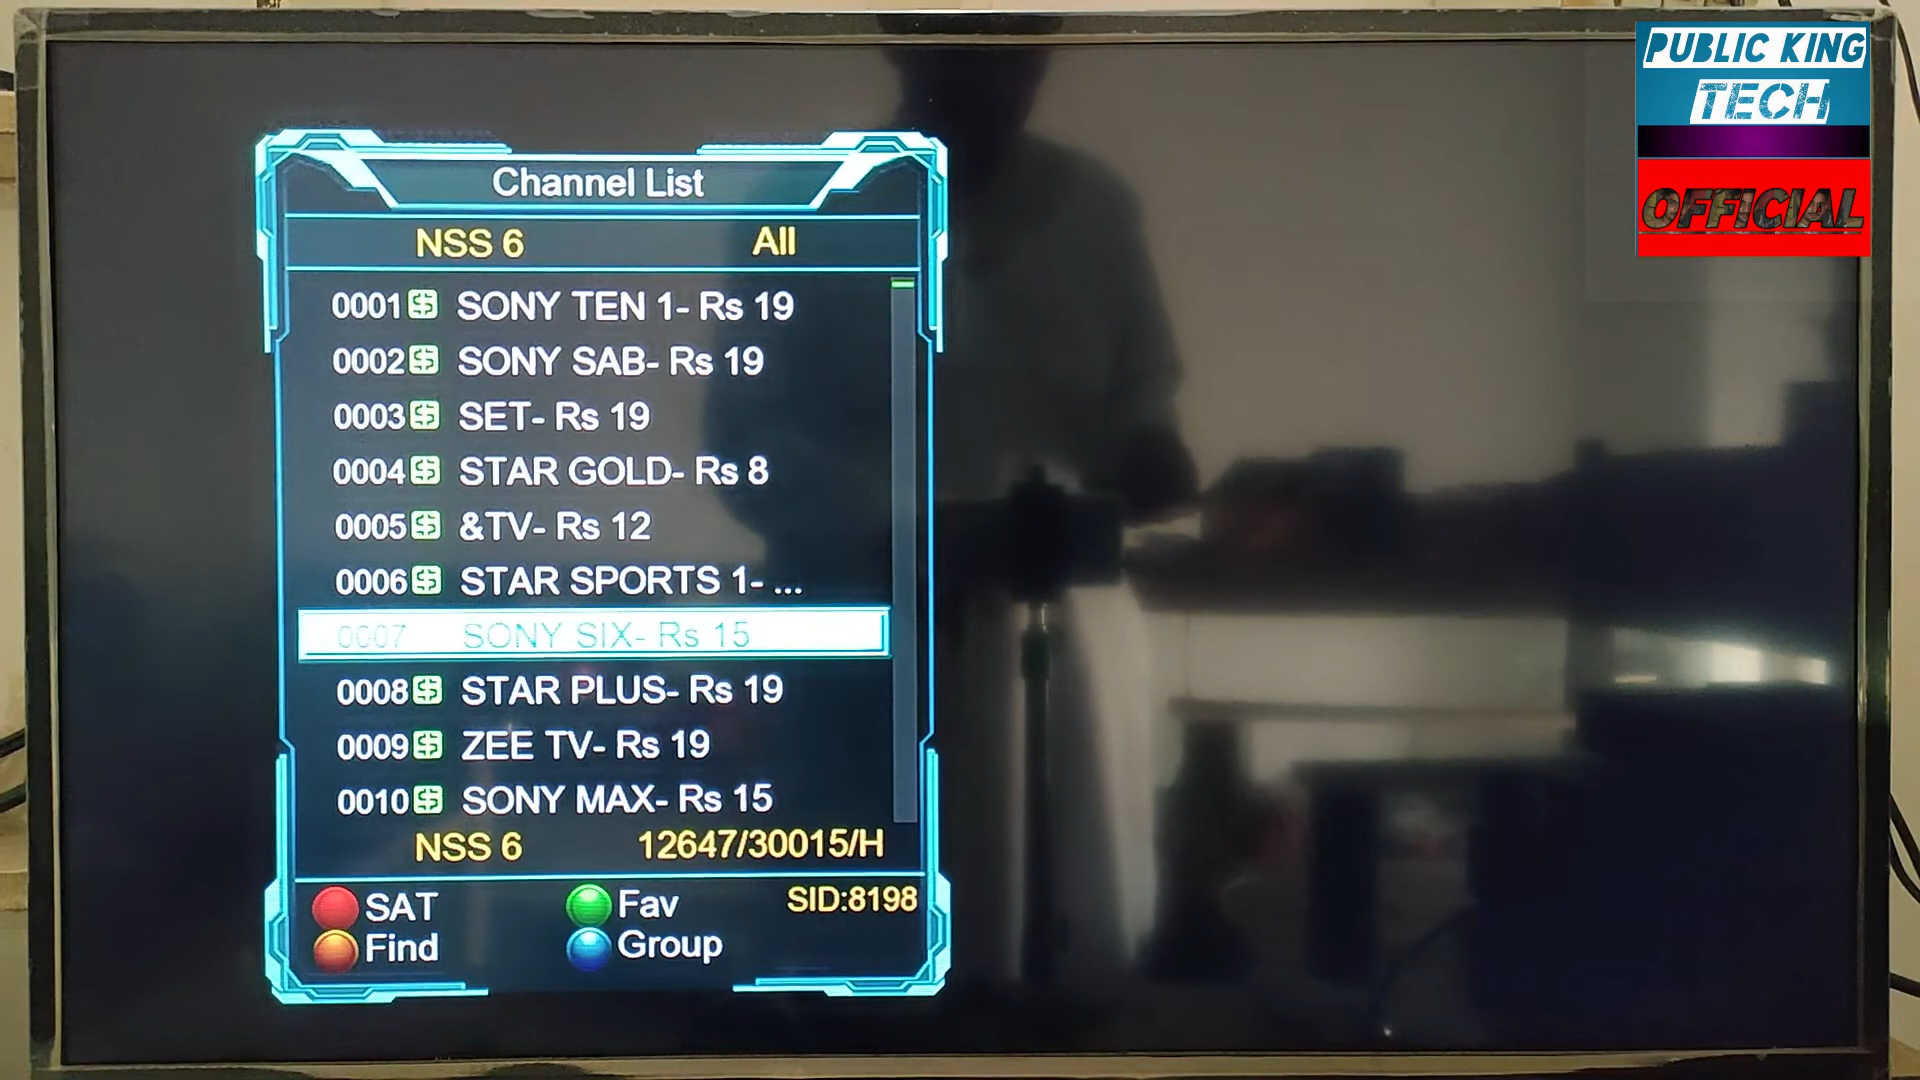 PUBLIC KING
TECH
OFFICIAL
Channel List
NSS 6 All
0001 $ SONY TEN 1- Rs 19
0002 $ SONY SAB- Rs 19
0003 $ SET- Rs 19
0004 $ STAR GOLD- Rs 8
0005 $ &TV- Rs 12
0006 $ STAR SPORTS 1- ...
0007 SONY SIX- Rs 15
0008 $ STAR PLUS- Rs 19
0009 $ ZEE TV- Rs 19
0010 $ SONY MAX- Rs 15
NSS 6 12647/30015/H
SAT Fav SID:8198
Find Group